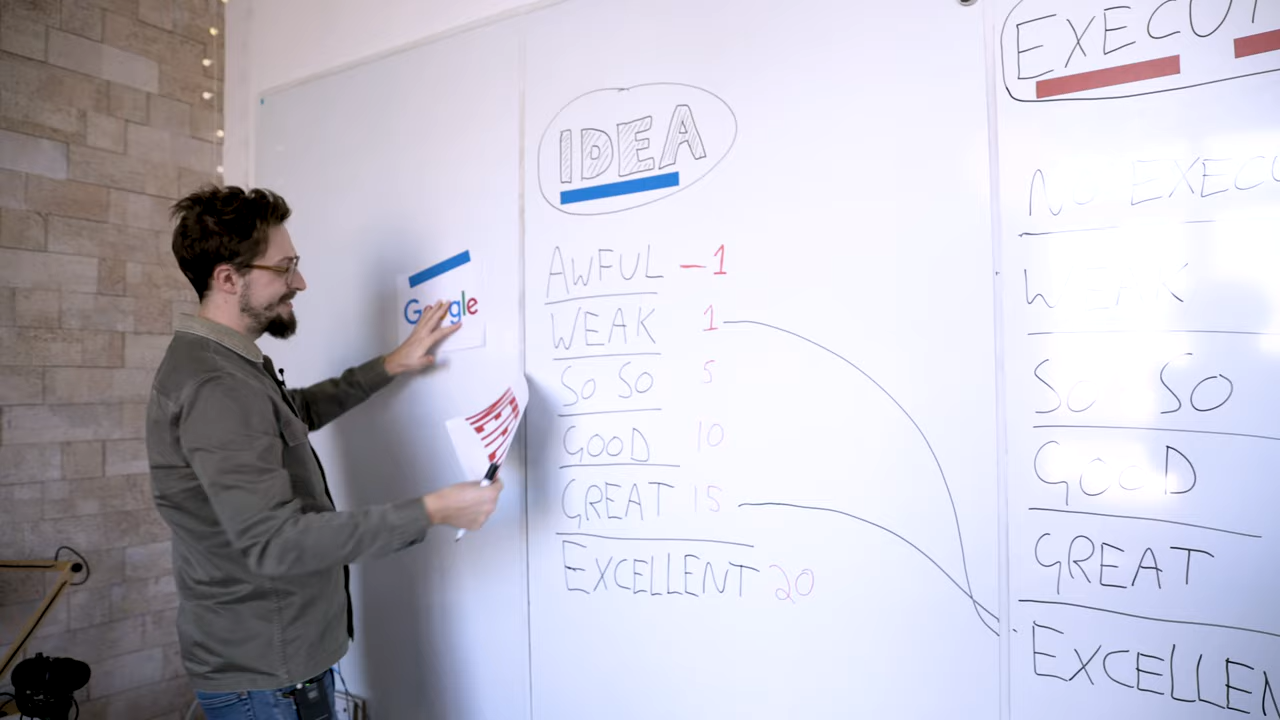 Google
IDEA
AWFUL -1
WEAK 1
SO SO 5
GOOD 10
GREAT 15
EXCELLENT 20
EXECUT
NO EXECU
WEAK
SO SO
GOOD
GREAT
EXCELLEN